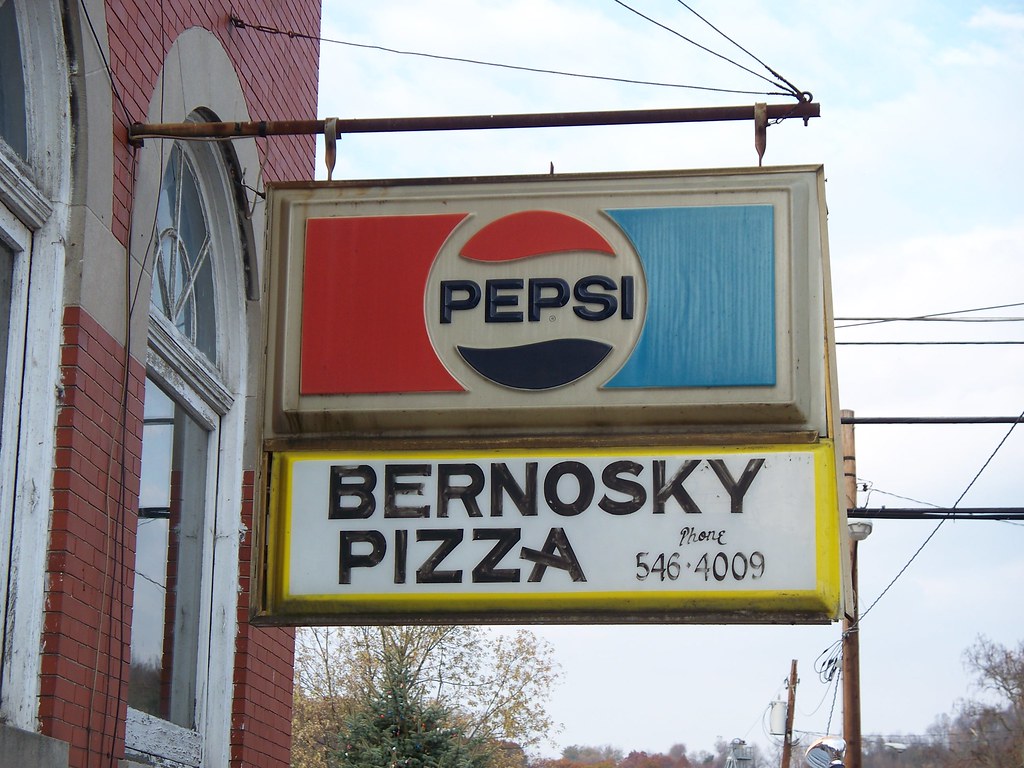 PEPSI
®
BERNOSKY
PIZZA
Phone
546-4009